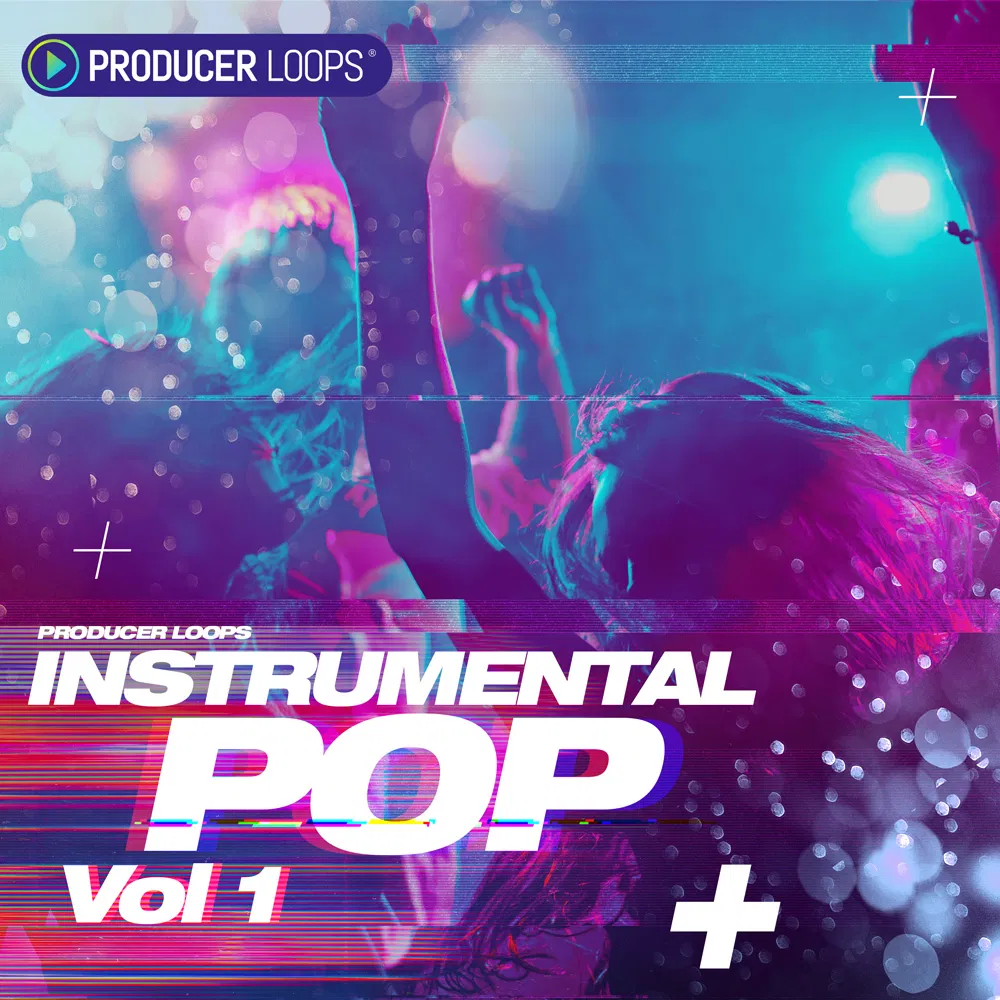 PRODUCER LOOPS®
PRODUCER LOOPS
INSTRUMENTAL
POP
Vol 1